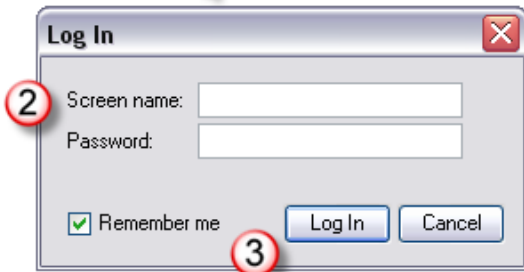 Log In
2
Screen name:
Password:
Remember me
Log In
Cancel
3